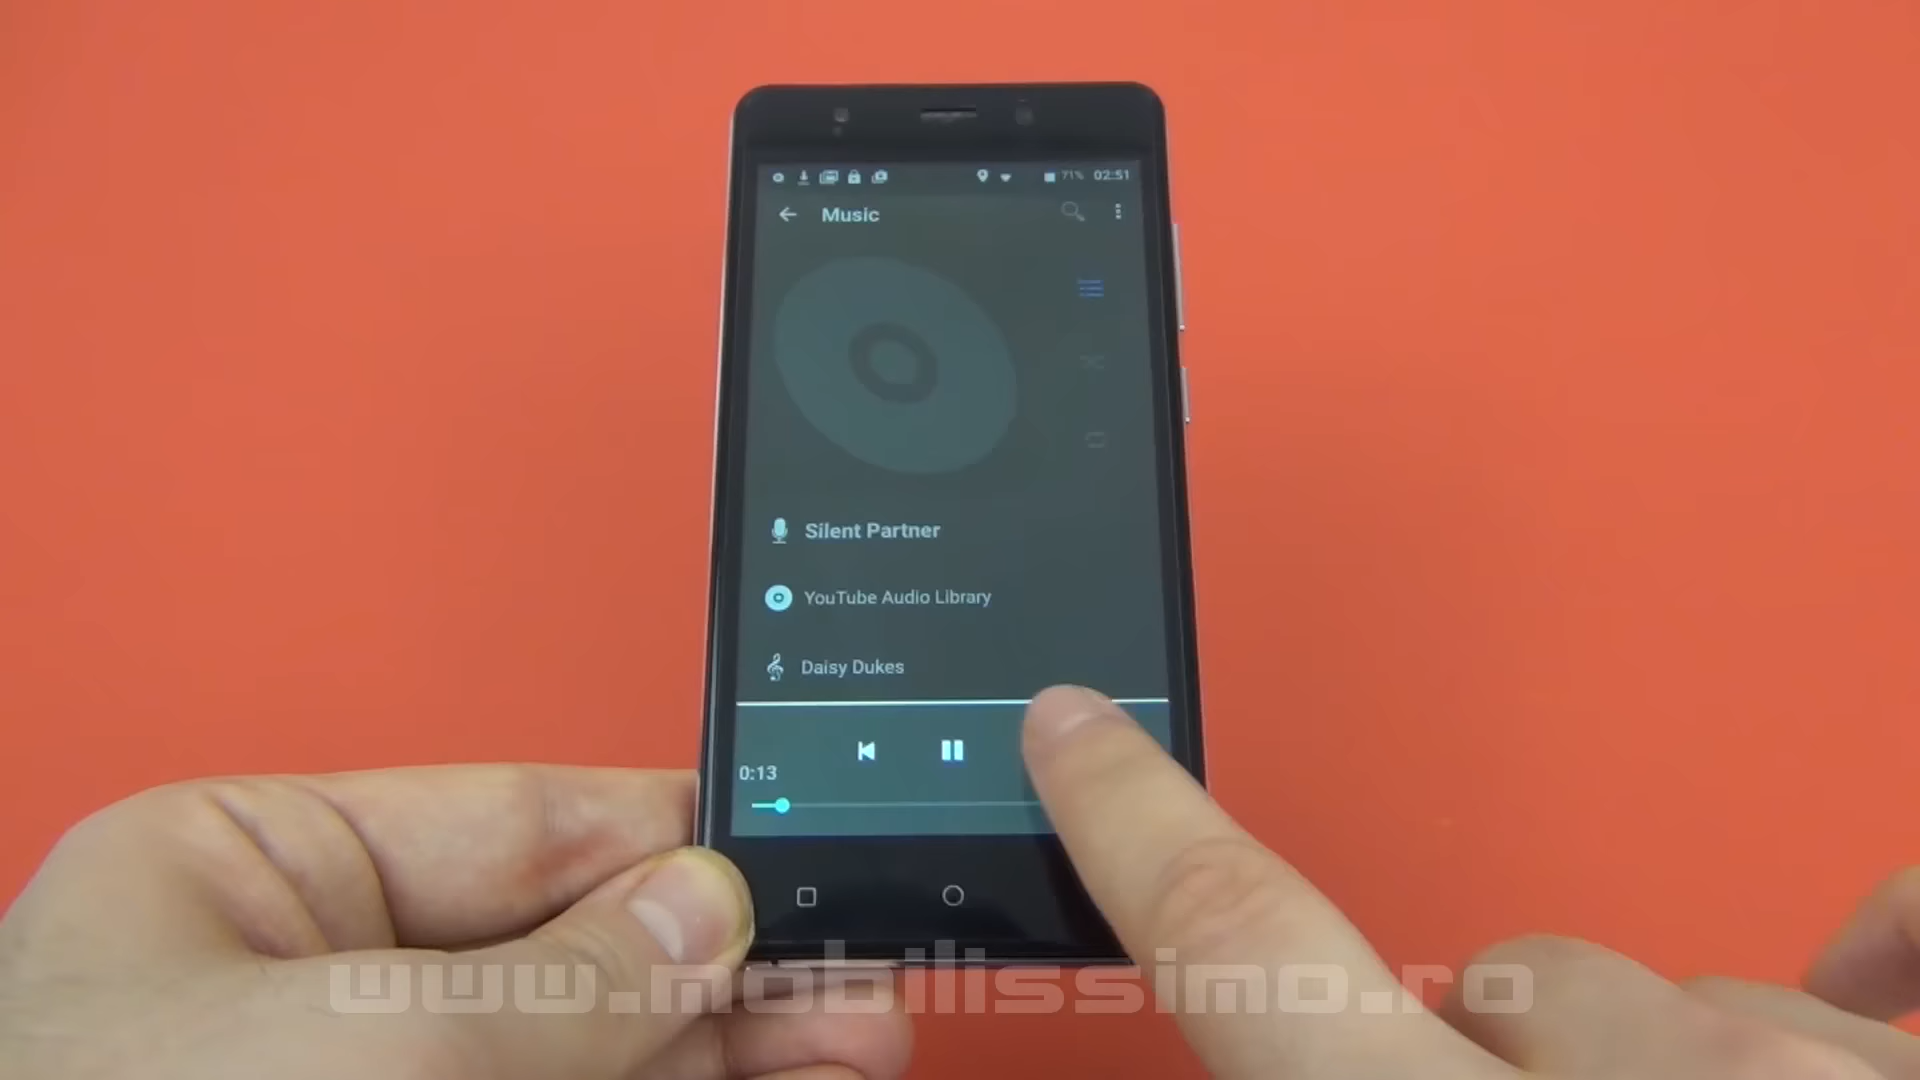 71% 02:51
Music
Silent Partner
YouTube Audio Library
Daisy Dukes
0:13
www.mobilissimo.ro